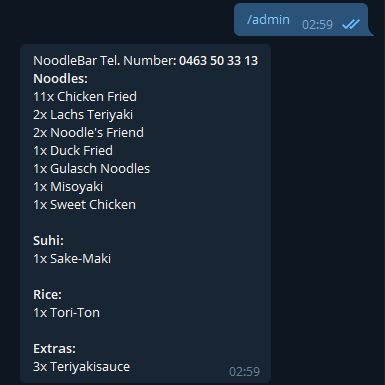 /admin
02:59
NoodleBar Tel. Number: 0463 50 33 13
Noodles:
11x Chicken Fried
2x Lachs Teriyaki
2x Noodle's Friend
1x Duck Fried
1x Gulasch Noodles
1x Misoyaki
1x Sweet Chicken
Suhi:
1x Sake-Maki
Rice:
1x Tori-Ton
Extras:
3x Teriyakisauce
02:59